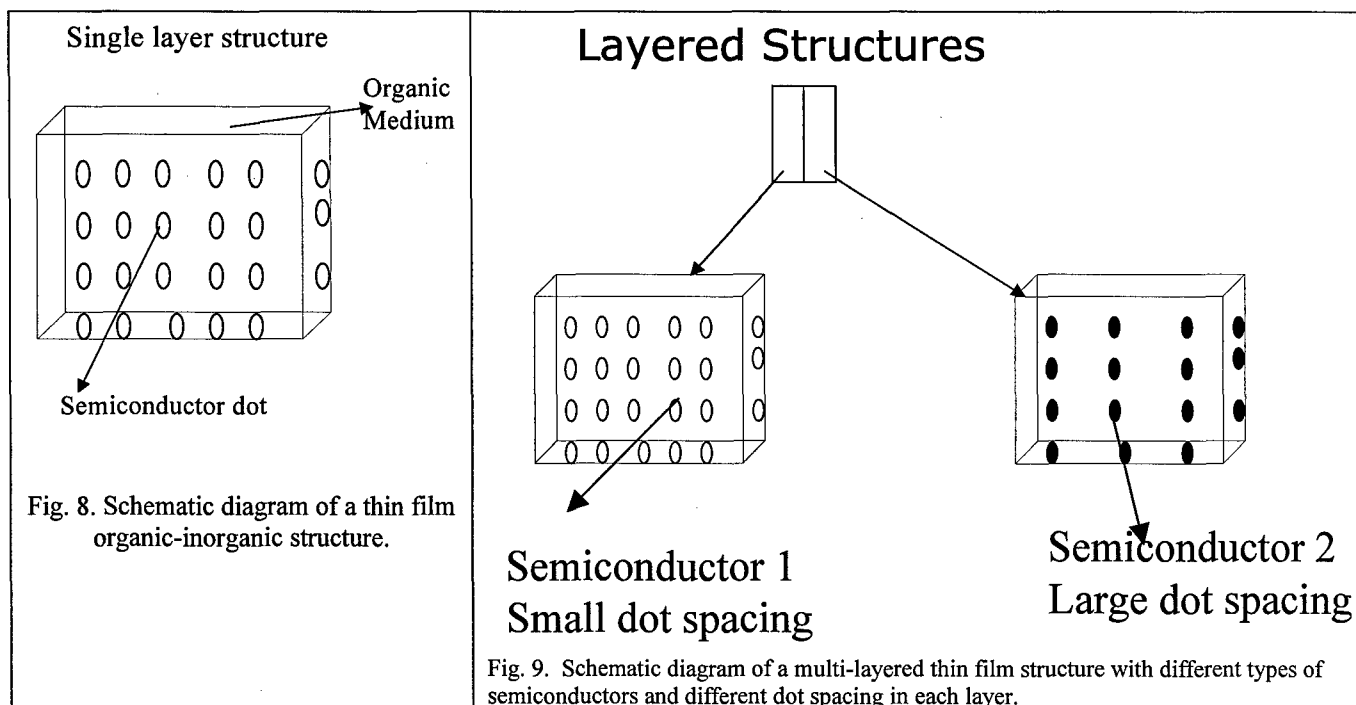 Single layer structure
Organic
Medium
Semiconductor dot
Fig. 8. Schematic diagram of a thin film
organic-inorganic structure.
Layered Structures
Semiconductor 1
Small dot spacing
Semiconductor 2
Large dot spacing
Fig. 9. Schematic diagram of a multi-layered thin film structure with different types of
semiconductors and different dot spacing in each layer.